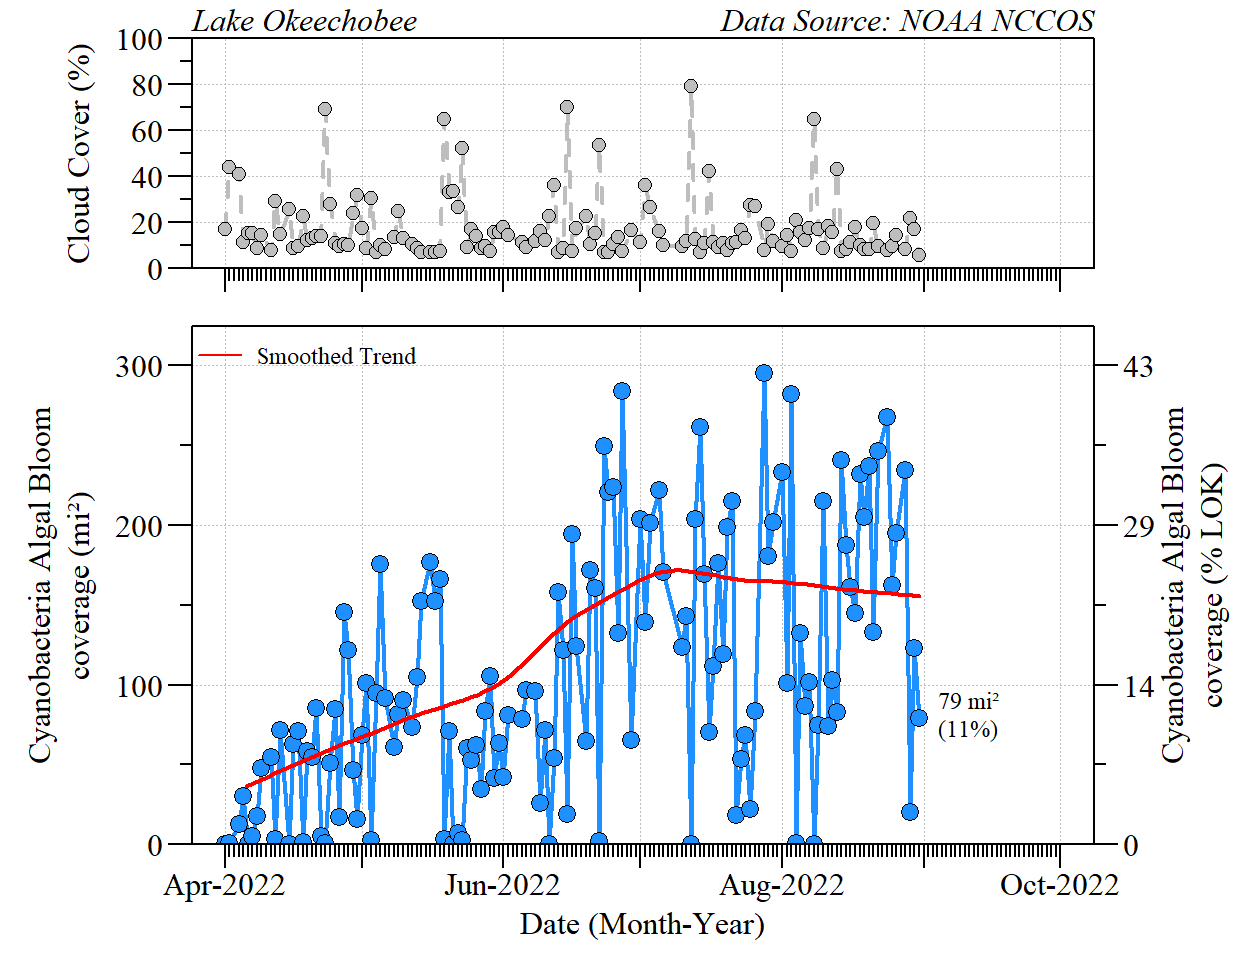 Lake Okeechobee
Data Source: NOAA NCCOS
Cloud Cover (%)
100
80
60
40
20
0
Smoothed Trend
Cyanobacteria Algal Bloom
coverage (mi²)
300
200
100
0
43
29
14
0
Cyanobacteria Algal Bloom
coverage (% LOK)
79 mi²
(11%)
Apr-2022
Jun-2022
Aug-2022
Oct-2022
Date (Month-Year)